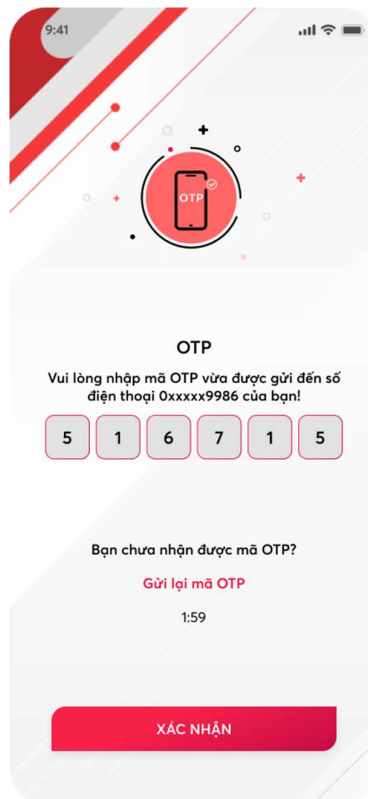 9:41
OTP
OTP
Vui lòng nhập mã OTP vừa được gửi đến số
điện thoại 0xxxxx9986 của bạn!
5 1 6 7 1 5
Bạn chưa nhận được mã OTP?
Gửi lại mã OTP
1:59
XÁC NHẬN